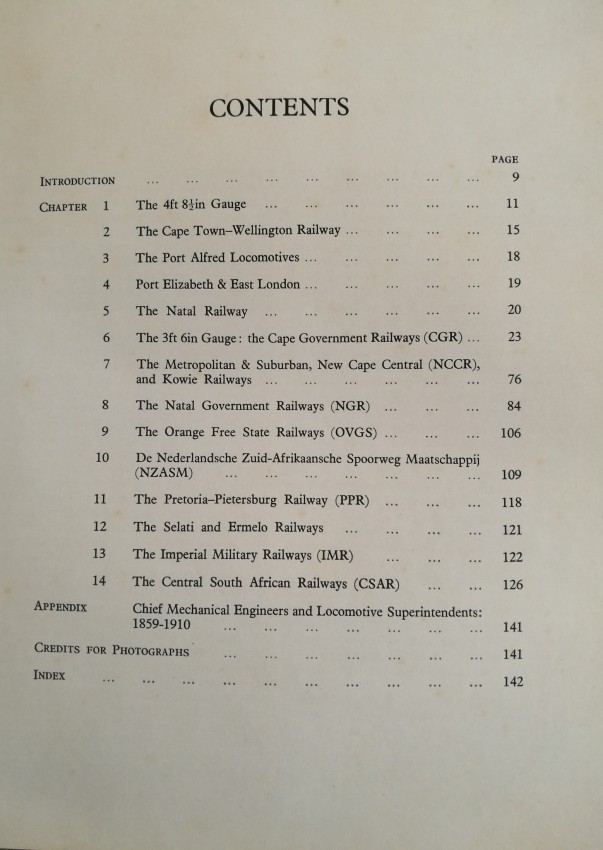 CONTENTS
PAGE
INTRODUCTION ... ... ... ... ... ... ... ... ... 9
CHAPTER 1 The 4ft 8½in Gauge ... ... ... ... ... ... 11
2 The Cape Town–Wellington Railway ... ... ... ... 15
3 The Port Alfred Locomotives ... ... ... ... ... 18
4 Port Elizabeth & East London ... ... ... ... ... 19
5 The Natal Railway ... ... ... ... ... ... 20
6 The 3ft 6in Gauge: the Cape Government Railways (CGR) ... 23
7 The Metropolitan & Suburban, New Cape Central (NCCR),
and Kowie Railways ... ... ... ... ... ... 76
8 The Natal Government Railways (NGR) ... ... ... 84
9 The Orange Free State Railways (OVGS) ... ... ... 106
10 De Nederlandsche Zuid-Afrikaansche Spoorweg Maatschappij
(NZASM) ... ... ... ... ... ... ... 109
11 The Pretoria–Pietersburg Railway (PPR) ... ... ... 118
12 The Selati and Ermelo Railways ... ... ... ... 121
13 The Imperial Military Railways (IMR) ... ... ... 122
14 The Central South African Railways (CSAR) ... ... 126
APPENDIX Chief Mechanical Engineers and Locomotive Superintendents:
1859-1910 ... ... ... ... ... ... ... 141
CREDITS FOR PHOTOGRAPHS ... ... ... ... ... ... ... 141
INDEX ... ... ... ... ... ... ... ... ... ... 142